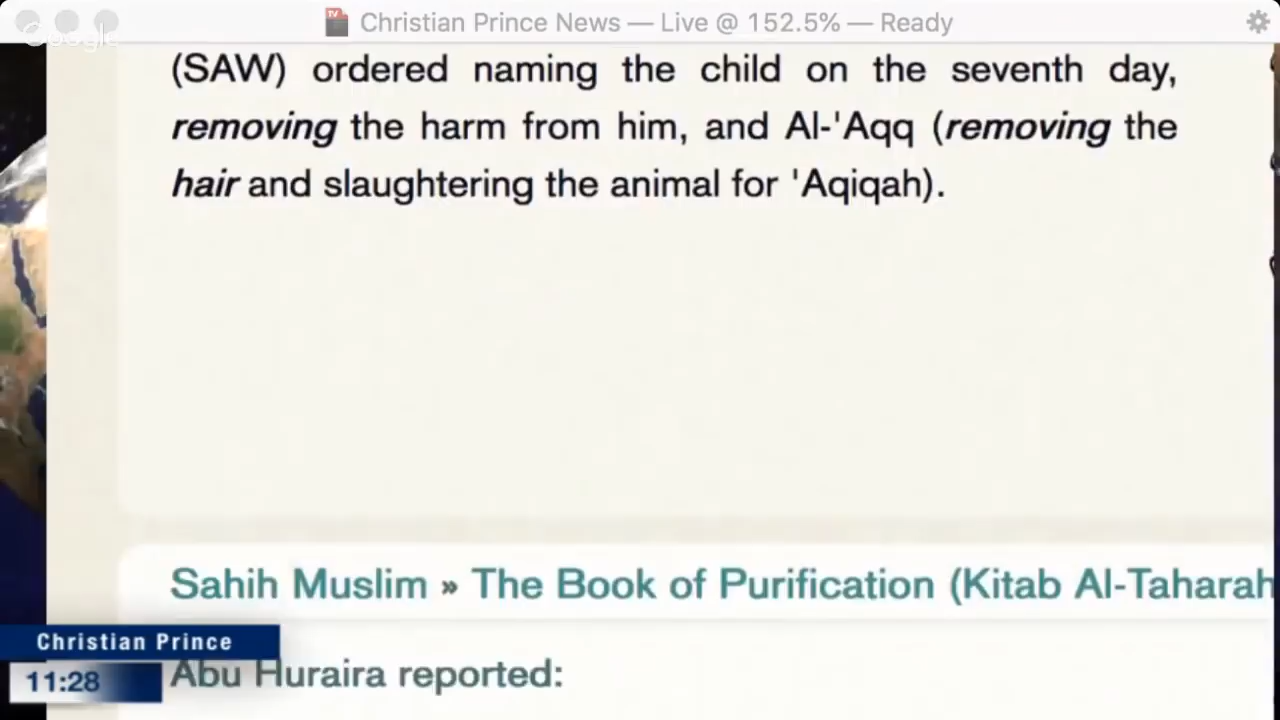 Christian Prince News — Live @ 152.5% — Ready
Google
(SAW) ordered naming the child on the seventh day,
removing the harm from him, and Al-'Aqq (removing the
hair and slaughtering the animal for 'Aqiqah).
Sahih Muslim » The Book of Purification (Kitab Al-Taharah
Christian Prince
Abu Huraira reported:
11:28